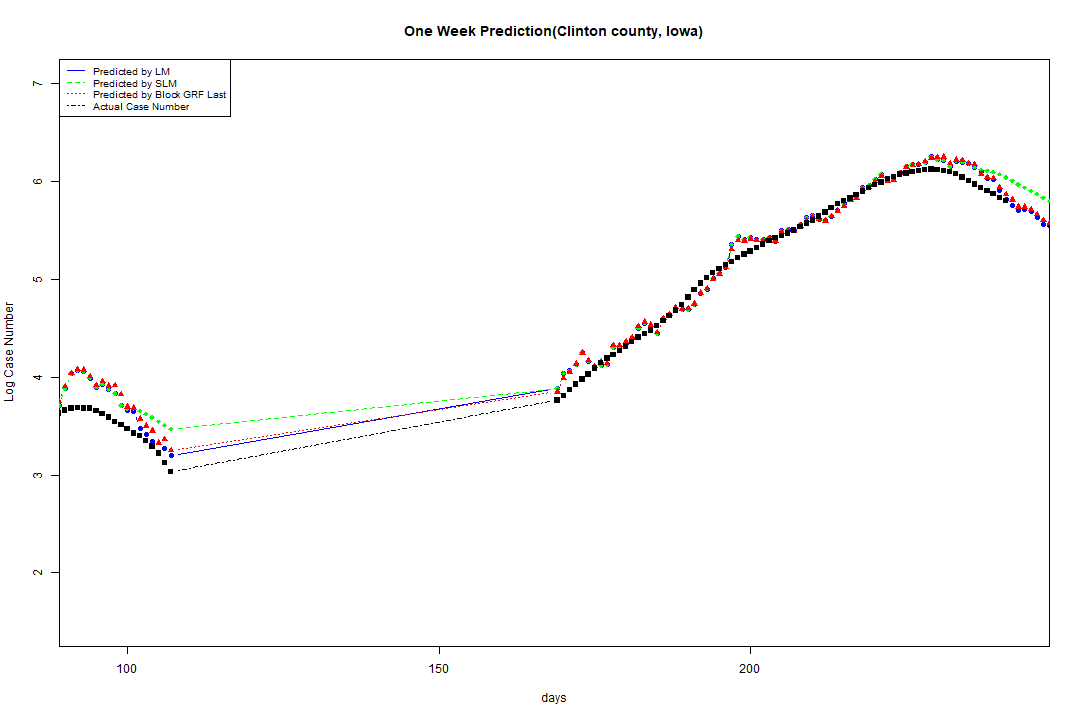 One Week Prediction(Clinton county, Iowa)
Predicted by LM
Predicted by SLM
Predicted by Block GRF Last
Actual Case Number
7
6
5
4
3
2
Log Case Number
100
150
200
days